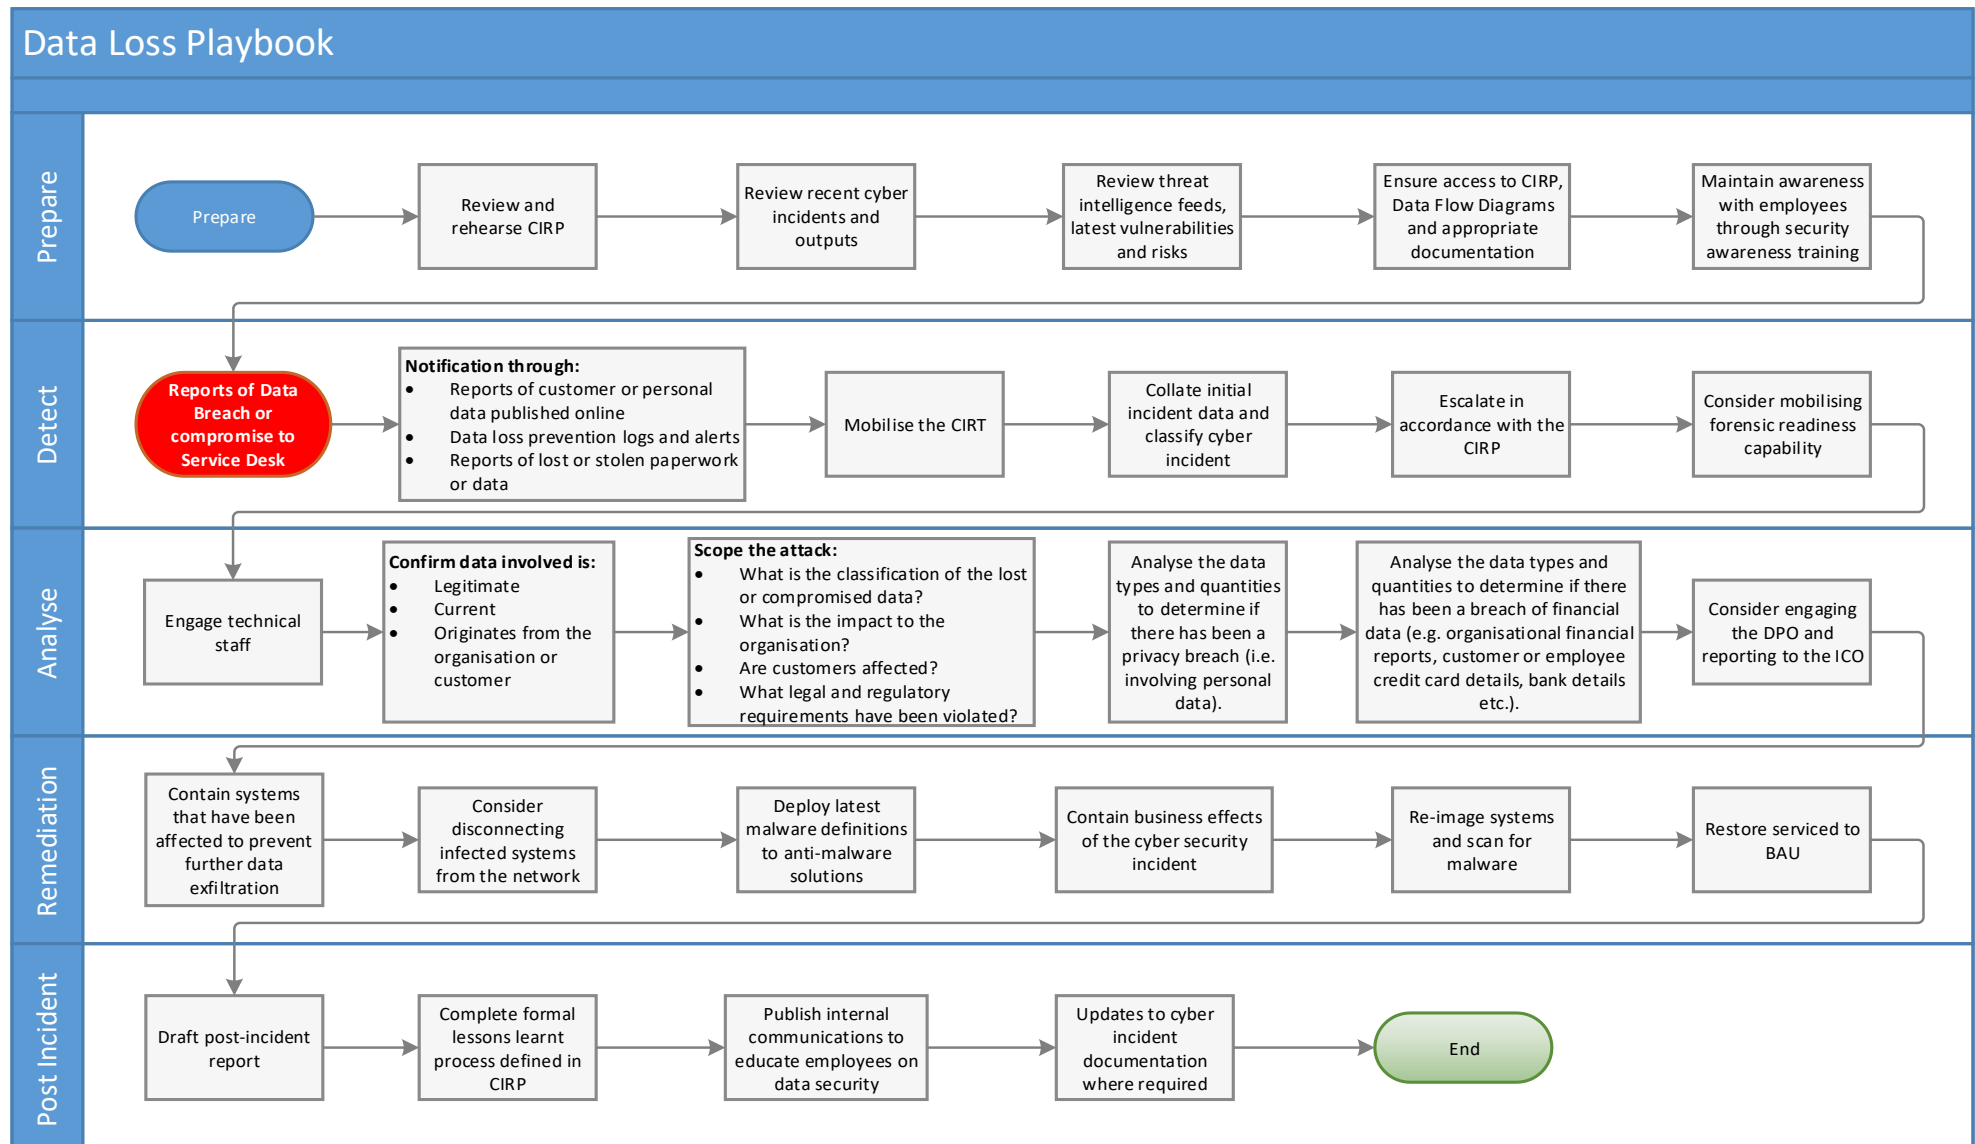 Data Loss Playbook
Prepare
Prepare
Review and
rehearse CIRP
Review recent cyber
incidents and
outputs
Review threat
intelligence feeds,
latest vulnerabilities
and risks
Ensure access to CIRP,
Data Flow Diagrams
and appropriate
documentation
Maintain awareness
with employees
through security
awareness training
Detect
Reports of Data
Breach or
compromise to
Service Desk
Notification through:
• Reports of customer or personal
data published online
• Data loss prevention logs and alerts
• Reports of lost or stolen paperwork
or data
Mobilise the CIRT
Collate initial
incident data and
classify cyber
incident
Escalate in
accordance with the
CIRP
Consider mobilising
forensic readiness
capability
Analyse
Engage technical
staff
Confirm data involved is:
• Legitimate
• Current
• Originates from the
organisation or
customer
Scope the attack:
• What is the classification of the lost
or compromised data?
• What is the impact to the
organisation?
• Are customers affected?
• What legal and regulatory
requirements have been violated?
Analyse the data
types and quantities
to determine if
there has been a
privacy breach (i.e.
involving personal
data).
Analyse the data types and
quantities to determine if there
has been a breach of financial
data (e.g. organisational financial
reports, customer or employee
credit card details, bank details
etc.).
Consider engaging
the DPO and
reporting to the ICO
Remediation
Contain systems
that have been
affected to prevent
further data
exfiltration
Consider
disconnecting
infected systems
from the network
Deploy latest
malware definitions
to anti-malware
solutions
Contain business effects
of the cyber security
incident
Re-image systems
and scan for
malware
Restore serviced to
BAU
Post Incident
Draft post-incident
report
Complete formal
lessons learnt
process defined in
CIRP
Publish internal
communications to
educate employees on
data security
Updates to cyber
incident
documentation
where required
End